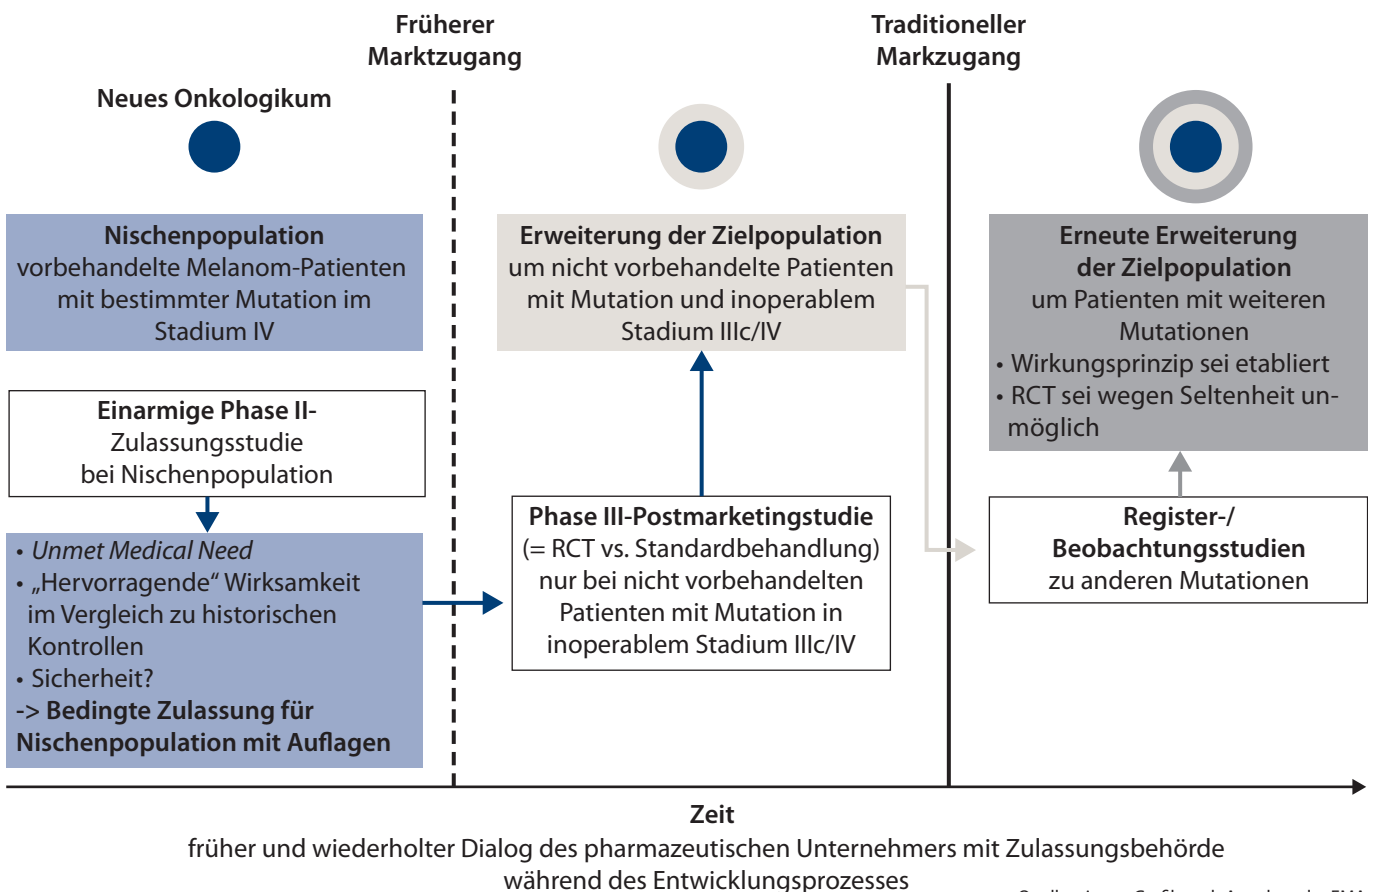 Früherer
Marktzugang
Traditioneller
Markzugang
Neues Onkologikum
Nischenpopulation
vorbehandelte Melanom-Patienten
mit bestimmter Mutation im
Stadium IV
Einarmige Phase II-
Zulassungsstudie
bei Nischenpopulation
• Unmet Medical Need
• „Hervorragende“ Wirksamkeit
im Vergleich zu historischen
Kontrollen
• Sicherheit?
-> Bedingte Zulassung für
Nischenpopulation mit Auflagen
Erweiterung der Zielpopulation
um nicht vorbehandelte Patienten
mit Mutation und inoperablem
Stadium IIIc/IV
Phase III-Postmarketingstudie
(= RCT vs. Standardbehandlung)
nur bei nicht vorbehandelten
Patienten mit Mutation in
inoperablem Stadium IIIc/IV
Erneute Erweiterung
der Zielpopulation
um Patienten mit weiteren
Mutationen
• Wirkungsprinzip sei etabliert
• RCT sei wegen Seltenheit un-
möglich
Register-/
Beobachtungsstudien
zu anderen Mutationen
Zeit
früher und wiederholter Dialog des pharmazeutischen Unternehmers mit Zulassungsbehörde
während des Entwicklungsprozesses